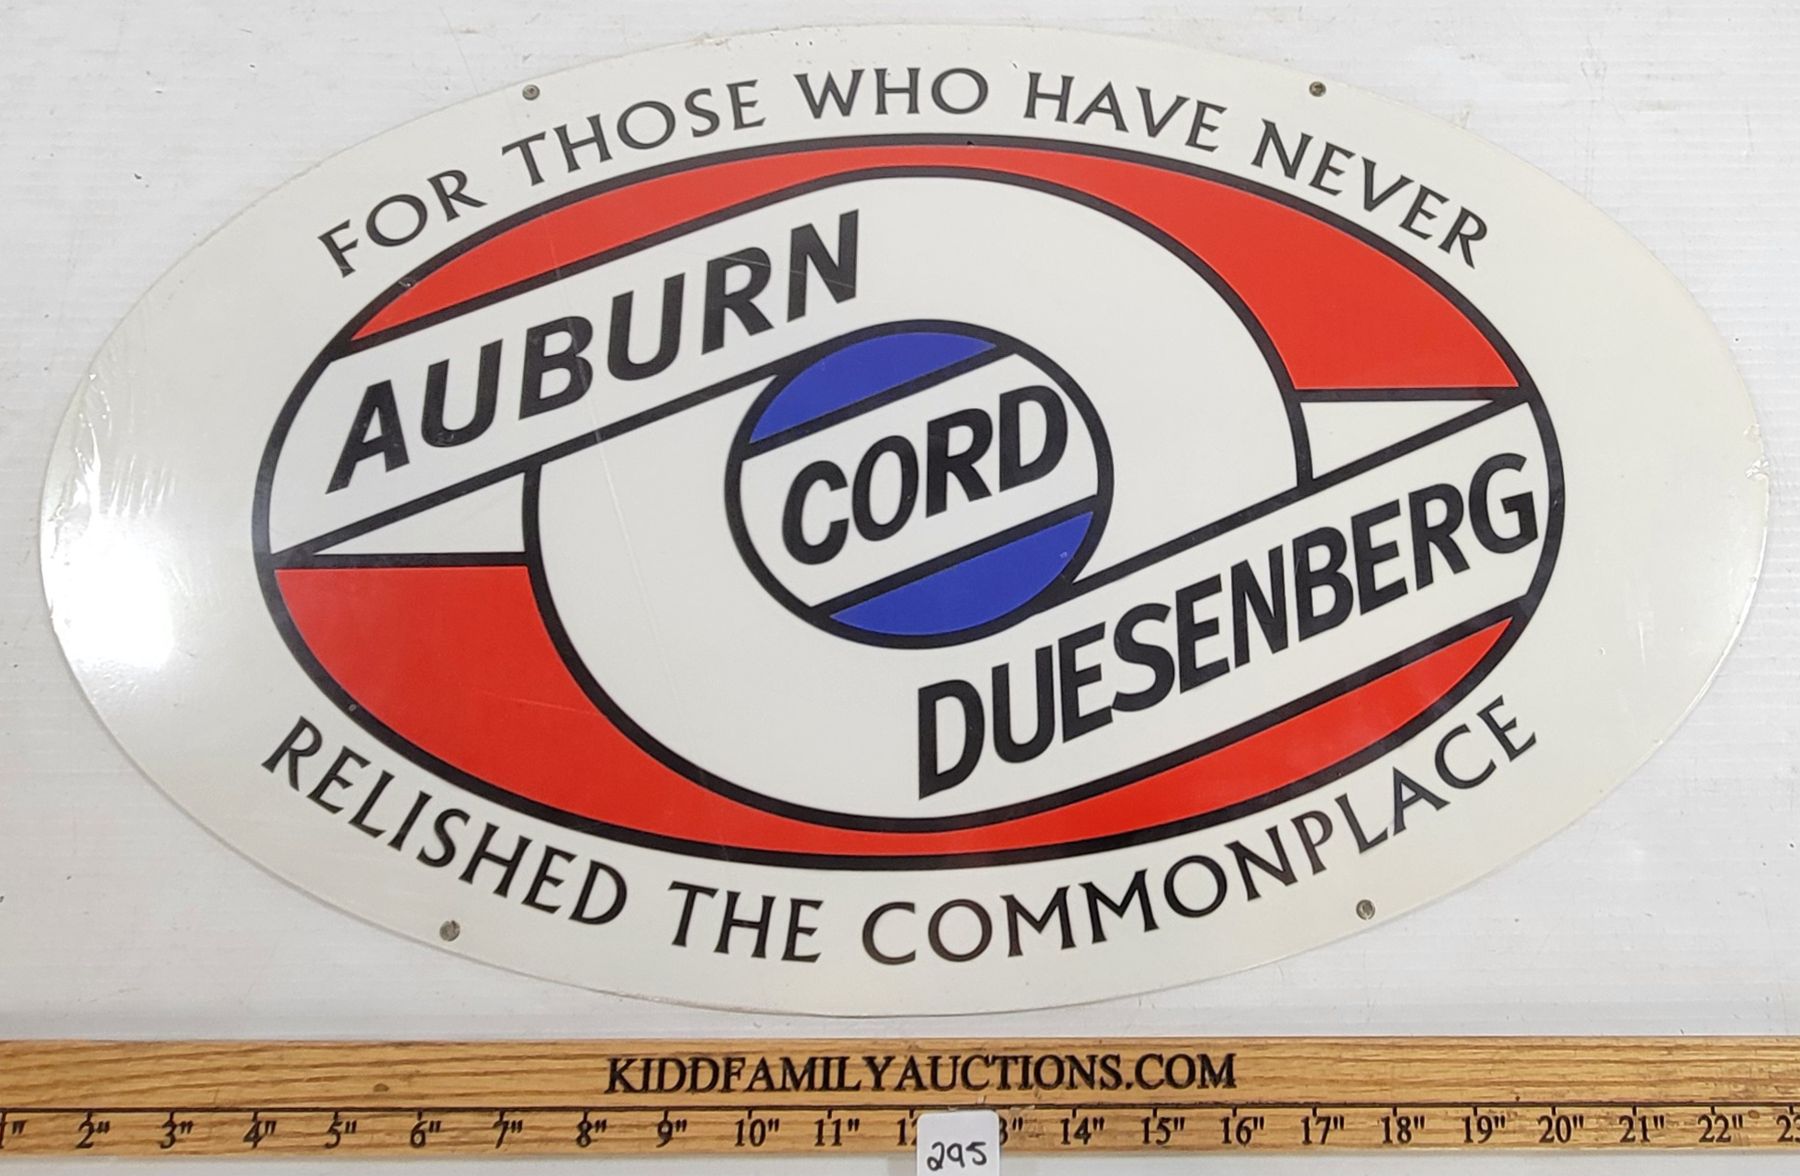 FOR THOSE WHO HAVE NEVER
AUBURN
CORD
DUESENBERG
RELISHED THE COMMONPLACE
KIDDFAMILYAUCTIONS.COM
1" 2" 3" 4" 5" 6" 7" 8" 9" 10" 11" 14" 15" 16" 17" 18" 19" 20" 21" 22"
295